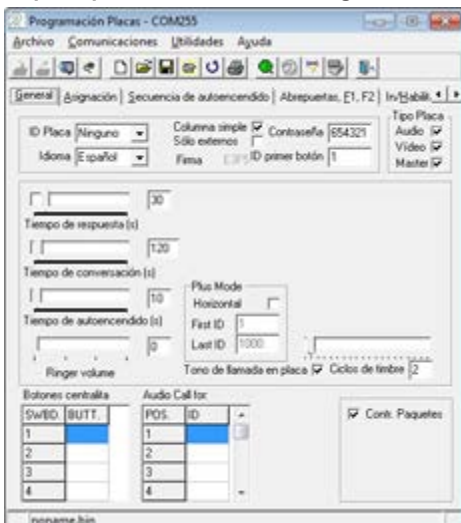 Programación Placas - COM255
Archivo Comunicaciones Utilidades Ayuda
General Asignación Secuencia de autoencendido Abrepuertas, F1, F2 Inv/Habilit.
ID Placa Ninguno
Columna simple
Sólo externos
Contraseña 654321
Tipo Placa
Audio
Vídeo
Master
Idioma Español
Firma
ID primer botón 1
30
Tiempo de respuesta (s)
120
Tiempo de conversación (s)
10
Tiempo de autoencendido (s)
Plus Mode
Horizontal
First ID 1
Last ID 1000
0
Ringer volume
Tono de llamada en placa
Ciclos de timbre 2
Botones centralita
Audio Call for
SWBD. BUTT.
POS. ID
Contr. Paquetes
1 1
2 2
3 3
4 4
noname.bin